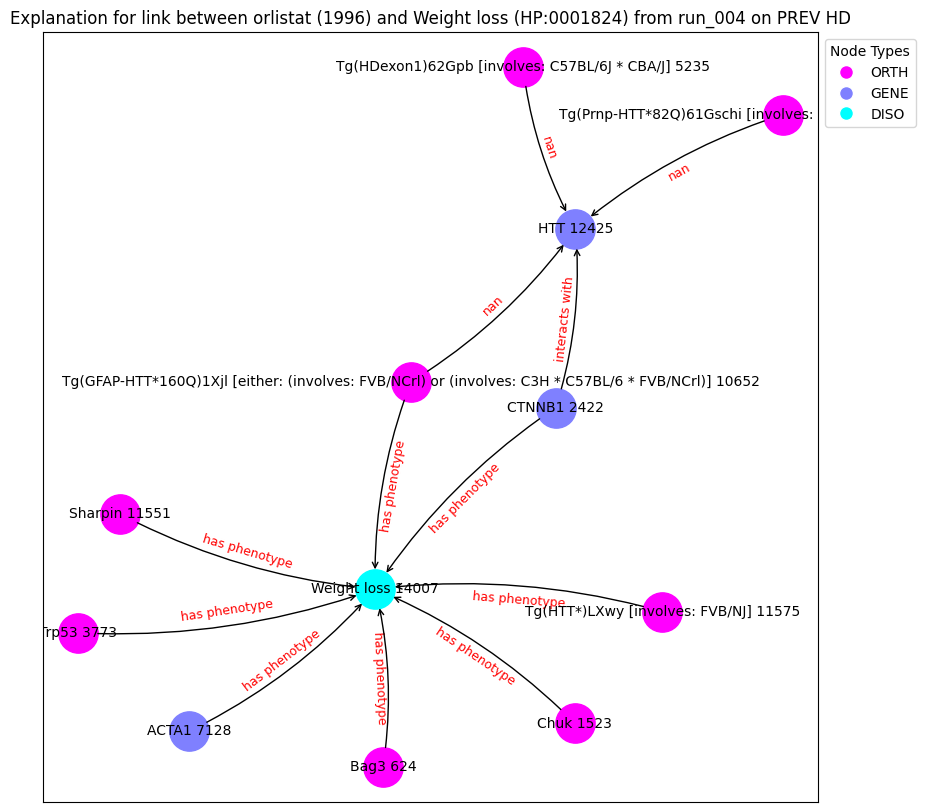 Explanation for link between orlistat (1996) and Weight loss (HP:0001824) from run_004 on PREV HD
Node Types
ORTH
GENE
DISO
Tg(HDexon1)62Gpb [involves: C57BL/6J * CBA/J] 5235
Tg(Prnp-HTT*82Q)61Gschi [involves:
nan
nan
HTT 12425
nan
interacts with
Tg(GFAP-HTT*160Q)1Xjl [either: (involves: FVB/NCrl) or (involves: C3H * C57BL/6 * FVB/NCrl)] 10652
CTNNB1 2422
has phenotype
has phenotype
Sharpin 11551
has phenotype
Weight loss 14007
has phenotype
Tg(HTT*)LXwy [involves: FVB/NJ] 11575
has phenotype
Trp53 3773
has phenotype
has phenotype
has phenotype
ACTA1 7128
Chuk 1523
Bag3 624